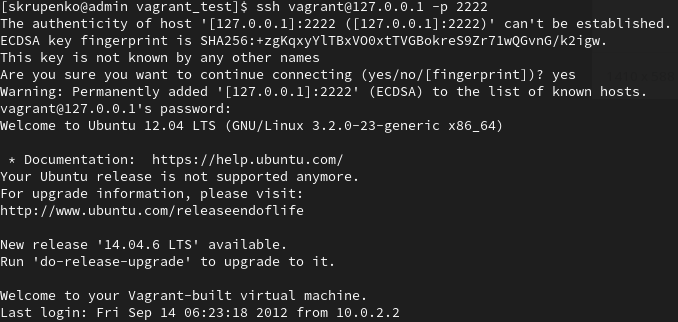 [skrupenko@admin vagrant_test]$ ssh vagrant@127.0.0.1 -p 2222
The authenticity of host '[127.0.0.1]:2222 ([127.0.0.1]:2222)' can't be established.
ECDSA key fingerprint is SHA256:+zgKqxyYlTBxVO0xtTVGBokreS9Zr71wQGvnG/k2igw.
This key is not known by any other names
Are you sure you want to continue connecting (yes/no/[fingerprint])? yes
Warning: Permanently added '[127.0.0.1]:2222' (ECDSA) to the list of known hosts.
vagrant@127.0.0.1's password:
Welcome to Ubuntu 12.04 LTS (GNU/Linux 3.2.0-23-generic x86_64)
* Documentation:  https://help.ubuntu.com/
Your Ubuntu release is not supported anymore.
For upgrade information, please visit:
http://www.ubuntu.com/releaseendoflife
New release '14.04.6 LTS' available.
Run 'do-release-upgrade' to upgrade to it.
Welcome to your Vagrant-built virtual machine.
Last login: Fri Sep 14 06:23:18 2012 from 10.0.2.2